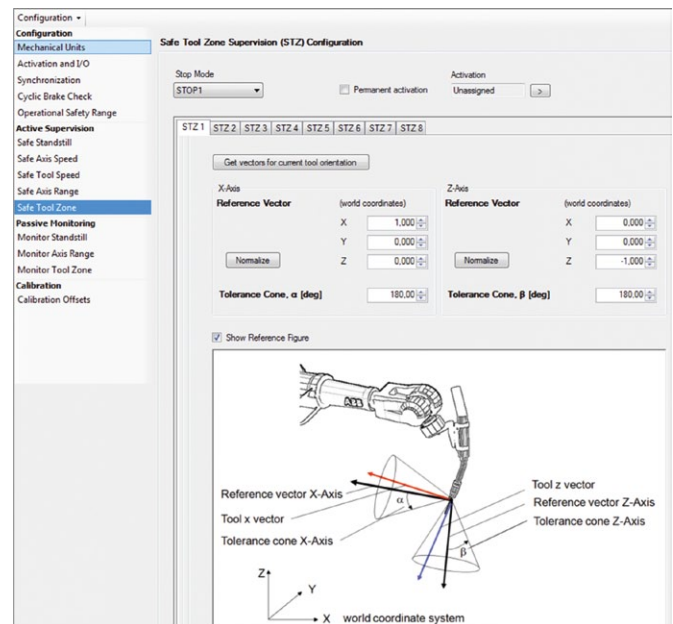 Configuration
Configuration
Mechanical Units
Activation and I/O
Synchronization
Cyclic Brake Check
Operational Safety Range
Active Supervision
Safe Standstill
Safe Axis Speed
Safe Tool Speed
Safe Axis Range
Safe Tool Zone
Passive Monitoring
Monitor Standstill
Monitor Axis Range
Monitor Tool Zone
Calibration
Calibration Offsets
Safe Tool Zone Supervision (STZ) Configuration
Stop Mode
STOP1
Permanent activation
Activation
Unassigned >
STZ 1 STZ 2 STZ 3 STZ 4 STZ 5 STZ 6 STZ 7 STZ 8
Get vectors for current tool orientation
X-Axis
Reference Vector (world coordinates)
X 1,000
Y 0,000
Normalize Z 0,000
Tolerance Cone, α [deg] 180,00
Z-Axis
Reference Vector (world coordinates)
X 0,000
Y 0,000
Normalize Z -1,000
Tolerance Cone, β [deg] 180,00
Show Reference Figure
ABB
Reference vector X-Axis
α
Tool x vector
Tolerance cone X-Axis
Tool z vector
Reference vector Z-Axis
Tolerance cone Z-Axis
β
Z
Y
X world coordinate system